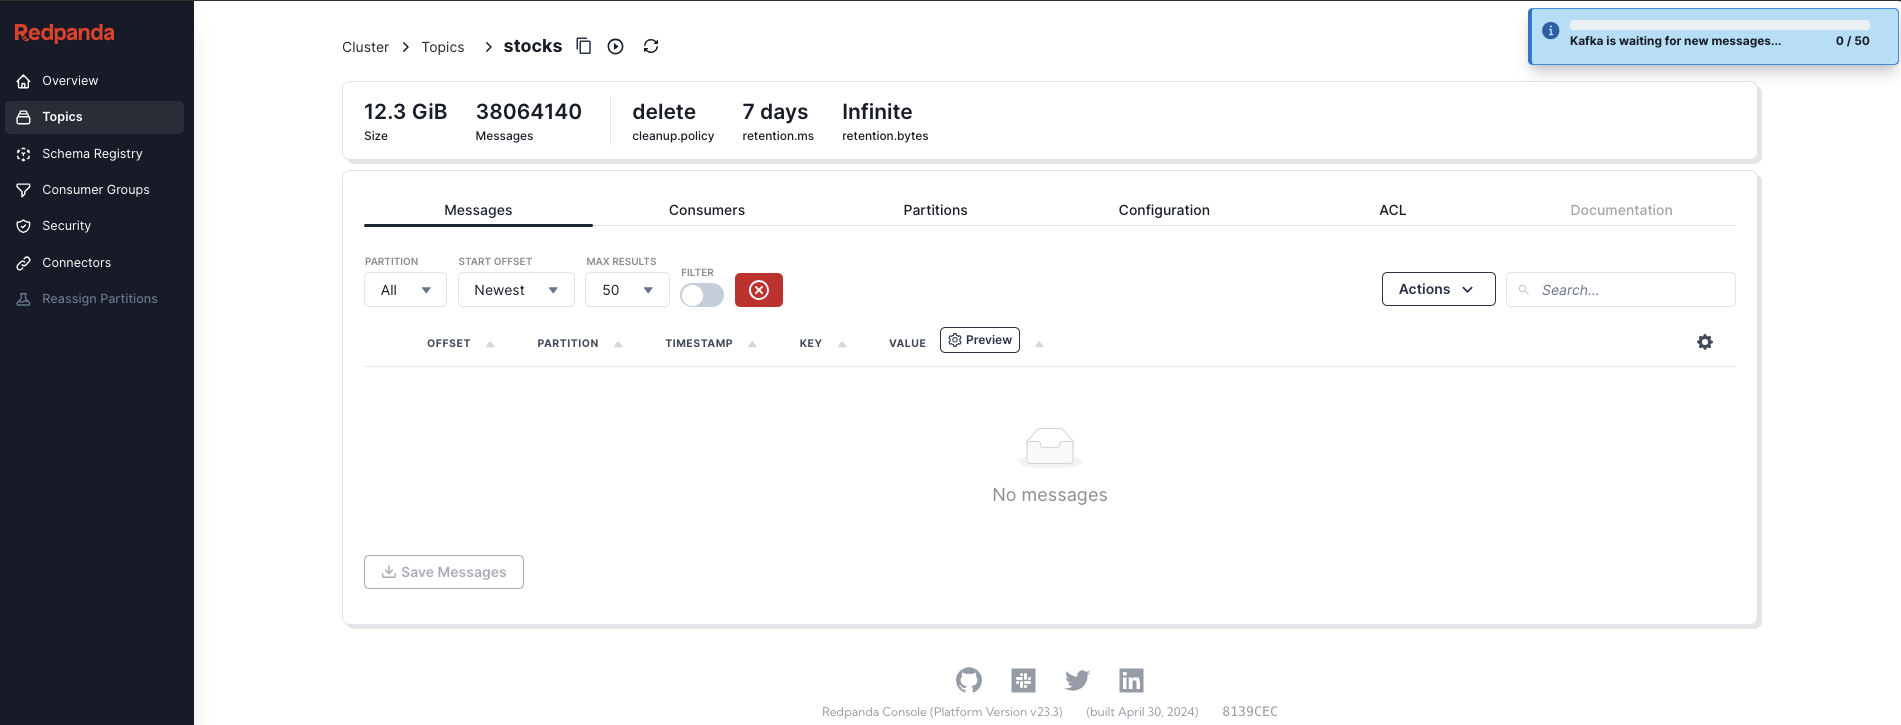 Redpanda
Overview
Topics
Schema Registry
Consumer Groups
Security
Connectors
Reassign Partitions
Cluster Topics stocks
Kafka is waiting for new messages... 0 / 50
12.3 GiB 38064140 delete 7 days Infinite
Size Messages cleanup.policy retention.ms retention.bytes
Messages Consumers Partitions Configuration ACL Documentation
PARTITION START OFFSET MAX RESULTS FILTER
All Newest 50 Actions Search...
OFFSET PARTITION TIMESTAMP KEY VALUE Preview
No messages
Save Messages
Redpanda Console (Platform Version v23.3) (built April 30, 2024) 8139CEC